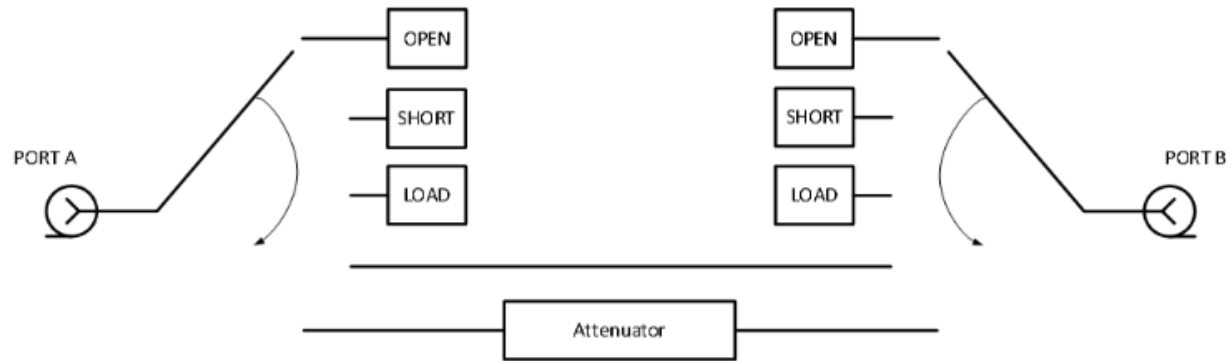 OPEN
OPEN
SHORT
SHORT
PORT A
PORT B
LOAD
LOAD
Attenuator